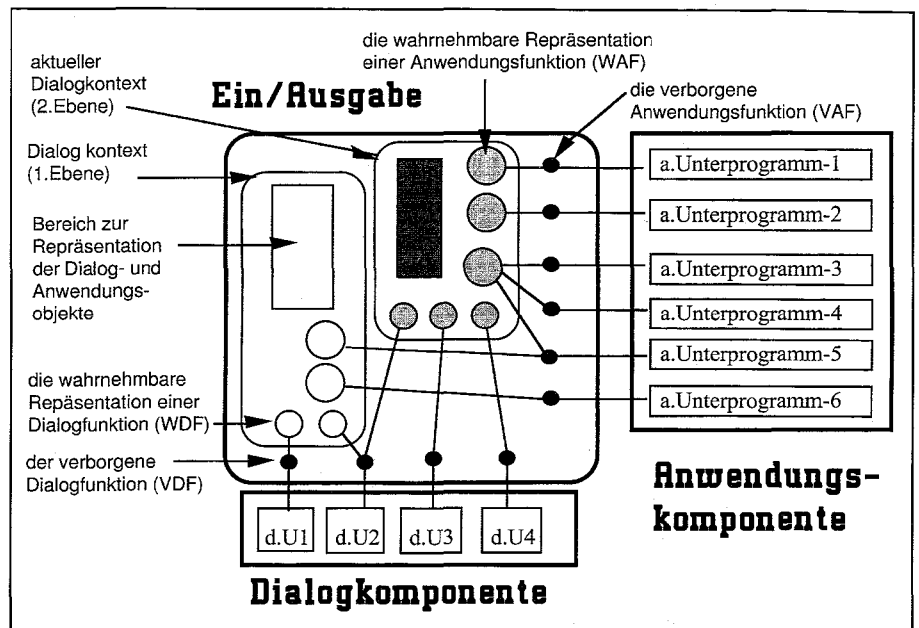 die wahrnehmbare Repräsentation
einer Anwendungsfunktion (WAF)
aktueller
Dialogkontext
(2.Ebene)
Ein/Ausgabe
die verborgene
Anwendungsfunktion (VAF)
Dialog kontext
(1.Ebene)
Bereich zur
Repräsentation
der Dialog- und
Anwendungs-
objekte
die wahrnehmbare
Repäsentation einer
Dialogfunktion (WDF)
der verborgene
Dialogfunktion (VDF)
a.Unterprogramm-1
a.Unterprogramm-2
a.Unterprogramm-3
a.Unterprogramm-4
a.Unterprogramm-5
a.Unterprogramm-6
Anwendungs-
komponente
d.U1
d.U2
d.U3
d.U4
Dialogkomponente